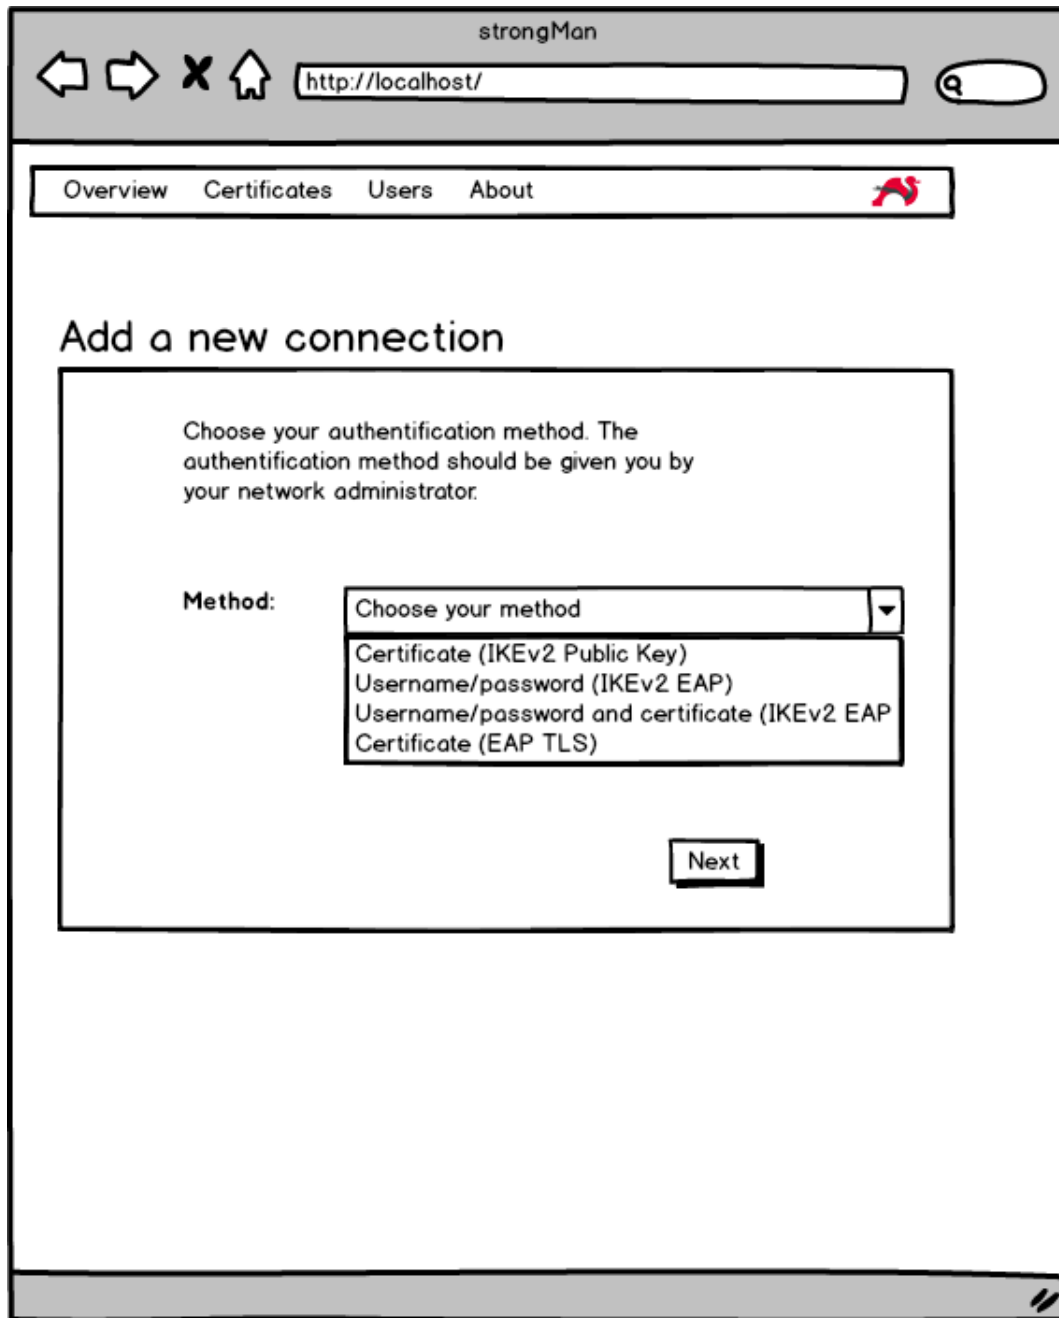 strongMan
http://localhost/
Overview Certificates Users About
Add a new connection
Choose your authentification method. The
authentification method should be given you by
your network administrator.
Method:
Choose your method
Certificate (IKEv2 Public Key)
Username/password (IKEv2 EAP)
Username/password and certificate (IKEv2 EAP
Certificate (EAP TLS)
Next